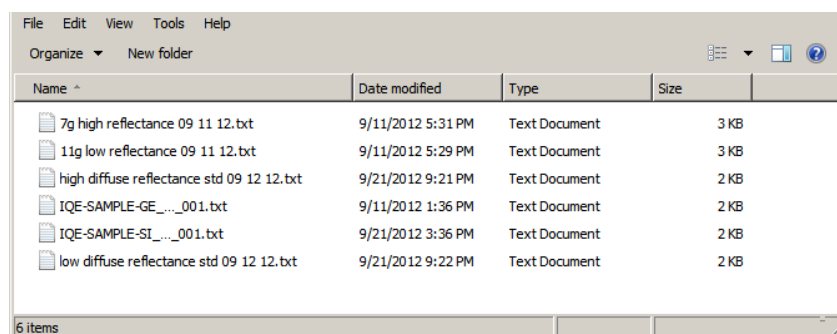 File Edit View Tools Help
Organize New folder
Name Date modified Type Size
7g high reflectance 09 11 12.txt 9/11/2012 5:31 PM Text Document 3 KB
11g low reflectance 09 11 12.txt 9/11/2012 5:29 PM Text Document 3 KB
high diffuse reflectance std 09 12 12.txt 9/21/2012 9:21 PM Text Document 2 KB
IQE-SAMPLE-GE_..._001.txt 9/11/2012 1:36 PM Text Document 2 KB
IQE-SAMPLE-SI_..._001.txt 9/21/2012 3:36 PM Text Document 2 KB
low diffuse reflectance std 09 12 12.txt 9/21/2012 9:22 PM Text Document 2 KB
6 items